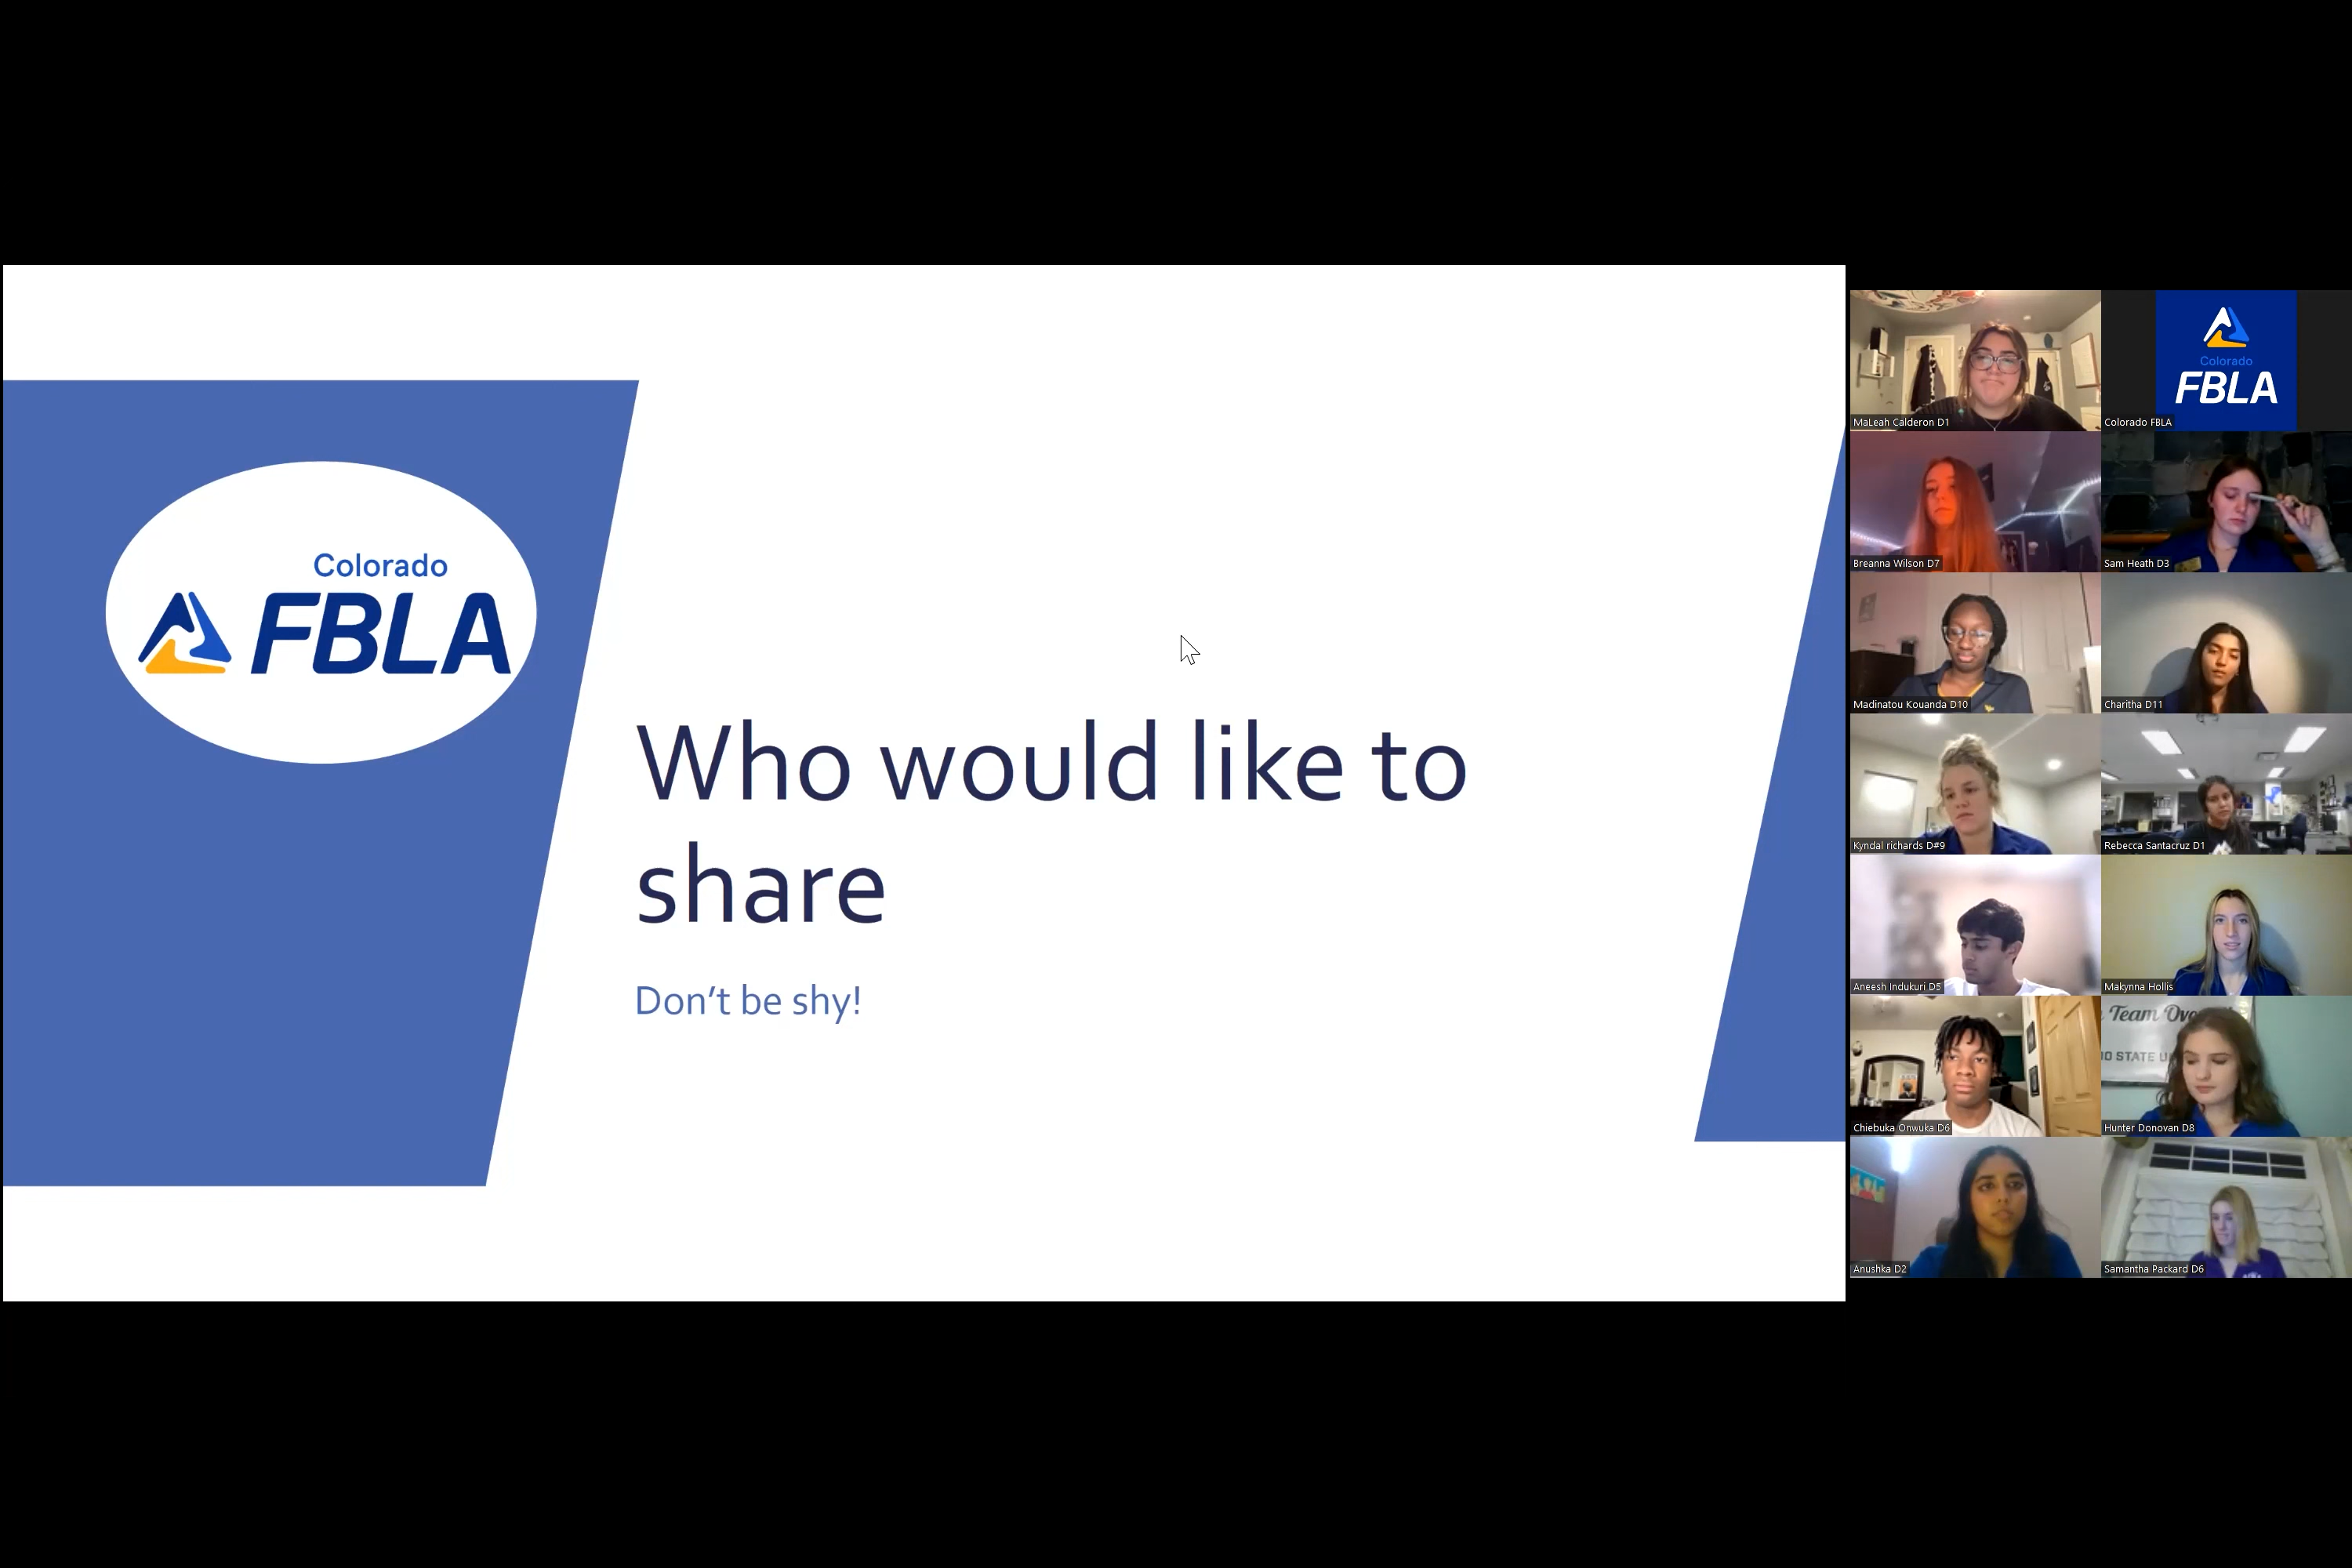 Colorado
FBLA
Who would like to
share
Don't be shy!
MaLeah Calderon D1
Colorado
FBLA
Colorado FBLA
Breanna Wilson D7
Sam Heath D3
Madinatou Kouanda D10
Charitha D11
Kyndal richards D#9
Rebecca Santacruz D1
Aneesh Indukuri D5
Makynna Hollis
Chiebuka Onwuka D6
Team
STATE
Hunter Donovan D8
Anushka D2
Samantha Packard D6